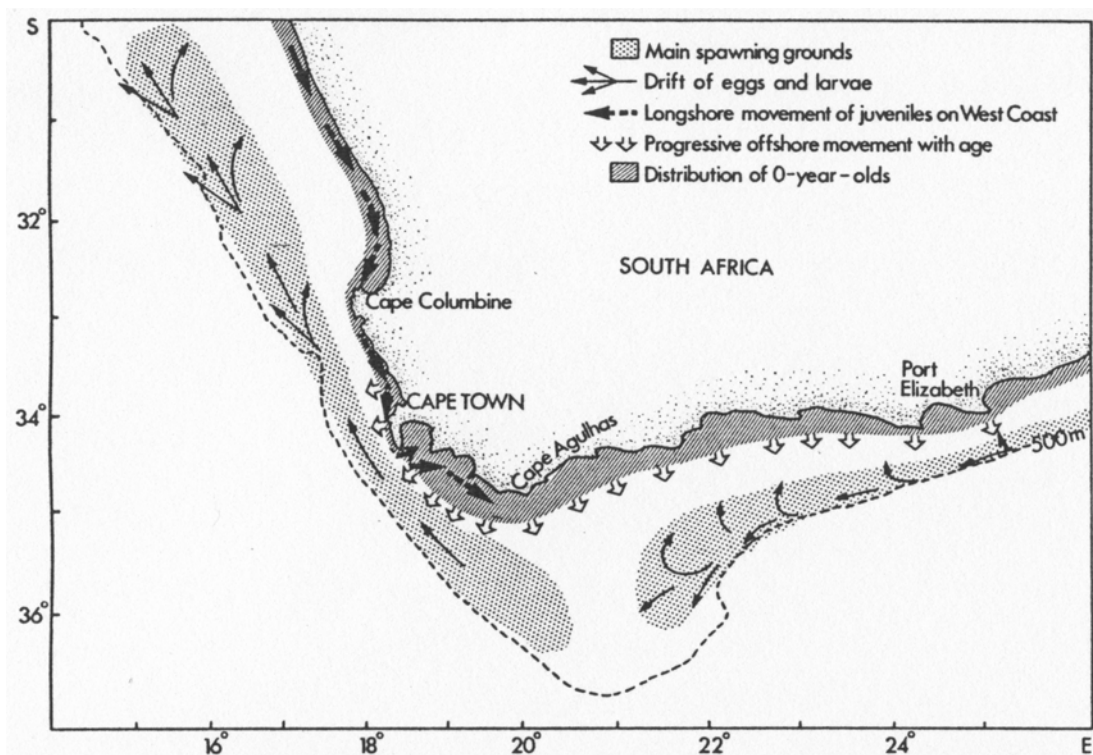 S
Main spawning grounds
Drift of eggs and larvae
Longshore movement of juveniles on West Coast
Progressive offshore movement with age
Distribution of 0-year-olds
32°
SOUTH AFRICA
Cape Columbine
Port
Elizabeth
34°
CAPE TOWN
Cape Agulhas
500m
36°
16°
18°
20°
22°
24°
E